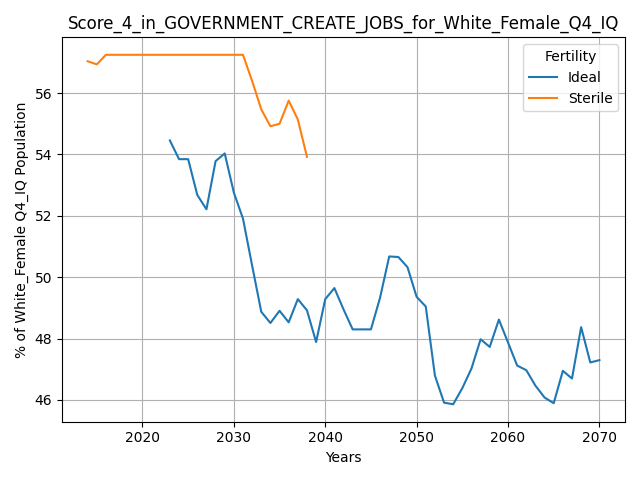 Score_4_in_GOVERNMENT_CREATE_JOBS_for_White_Female_Q4_IQ
Fertility
Ideal
Sterile
% of White_Female Q4_IQ Population
56
54
52
50
48
46
2020
2030
2040
2050
2060
2070
Years